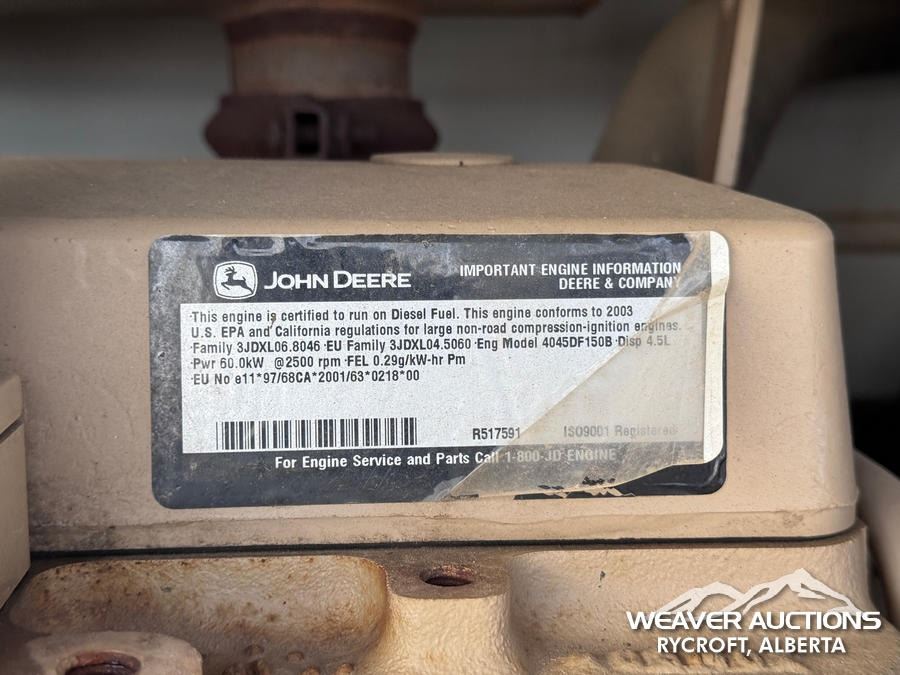 JOHN DEERE
IMPORTANT ENGINE INFORMATION
DEERE & COMPANY
This engine is certified to run on Diesel Fuel. This engine conforms to 2003
U.S. EPA and California regulations for large non-road compression-ignition engines.
Family 3JDXL06.8046 EU Family 3JDXL04.5060 Eng Model 4045DF150B Disp 4.5L
Pwr 60.0kW @2500 rpm FEL 0.29g/kW-hr Pm
EU No e11*97/68CA*2001/63*0218*00
R517591 ISO9001 Registered
For Engine Service and Parts Call 1-800-JD ENGINE
WEAVER AUCTIONS
RYCROFT, ALBERTA